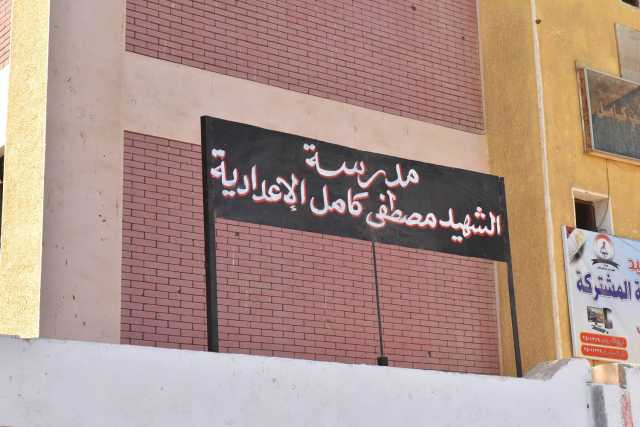 مدرسة
الشهيد مصطفى كامل الإعدادية
المشتركة